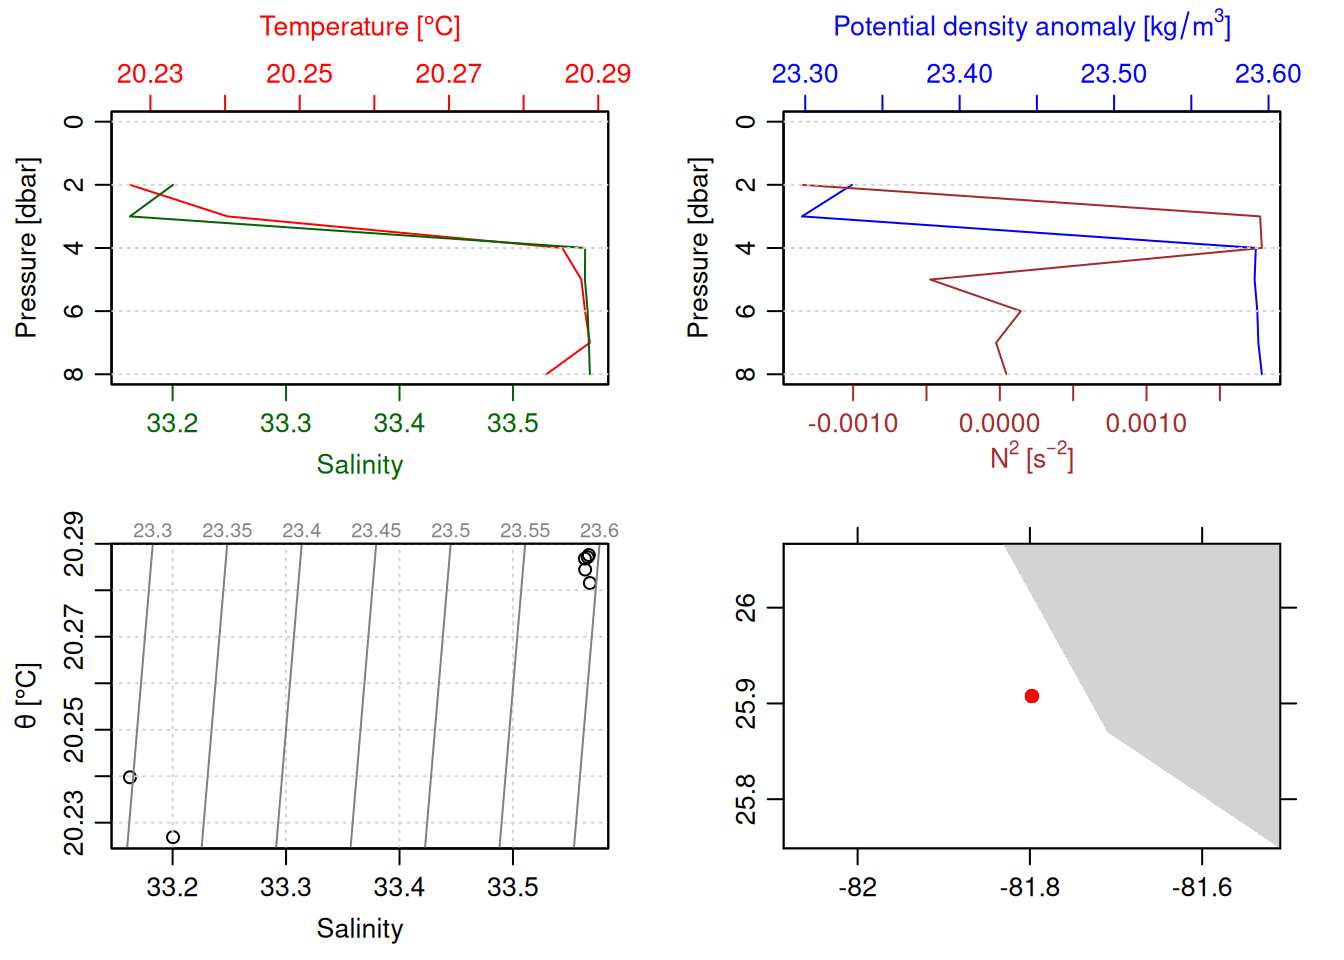 Temperature [°C]
20.23 20.25 20.27 20.29
Pressure [dbar]
0
2
4
6
8
33.2 33.3 33.4 33.5
Salinity
Potential density anomaly [kg/m³]
23.30 23.40 23.50 23.60
Pressure [dbar]
0
2
4
6
8
-0.0010 0.0000 0.0010
N² [s⁻²]
23.3 23.35 23.4 23.45 23.5 23.55 23.6
θ [°C]
20.29
20.27
20.25
20.23
33.2 33.3 33.4 33.5
Salinity
26
25.9
25.8
-82 -81.8 -81.6